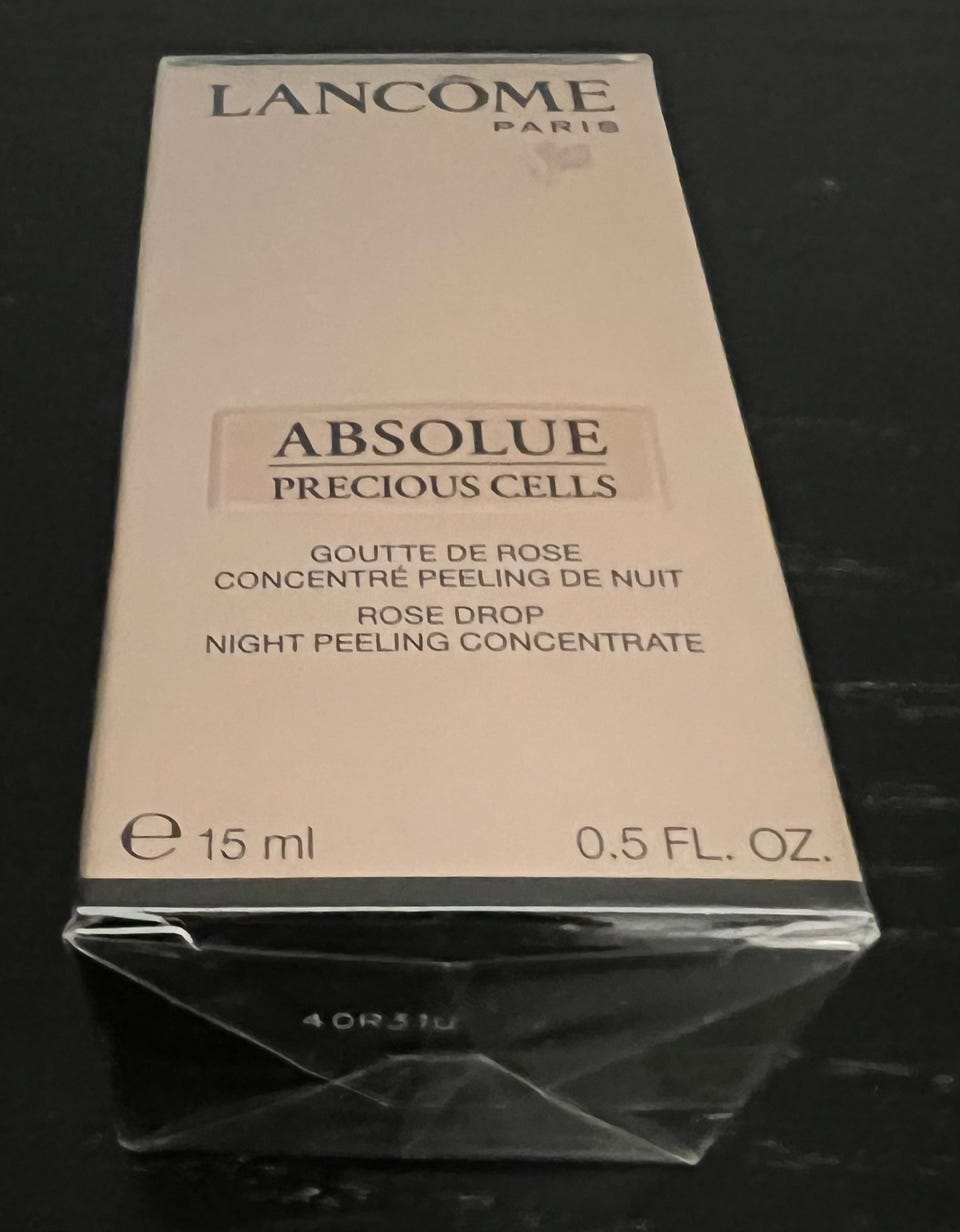 LANCÔME
PARIS
ABSOLUE
PRECIOUS CELLS
GOUTTE DE ROSE
CONCENTRÉ PEELING DE NUIT
ROSE DROP
NIGHT PEELING CONCENTRATE
℮ 15 ml 0.5 FL. OZ.